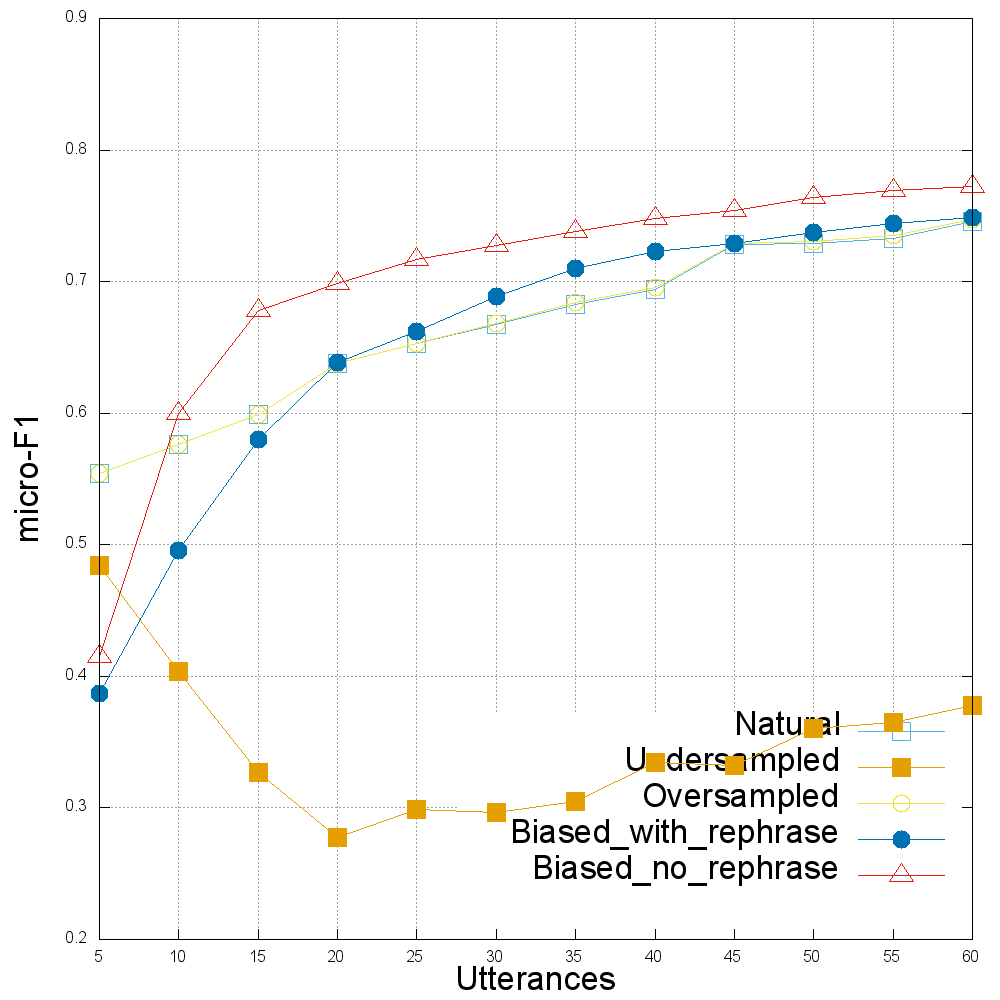 0.9
0.8
0.7
0.6
0.5
0.4
0.3
0.2
micro-F1
Natural
Undersampled
Oversampled
Biased_with_rephrase
Biased_no_rephrase
5 10 15 20 25 30 35 40 45 50 55 60
Utterances